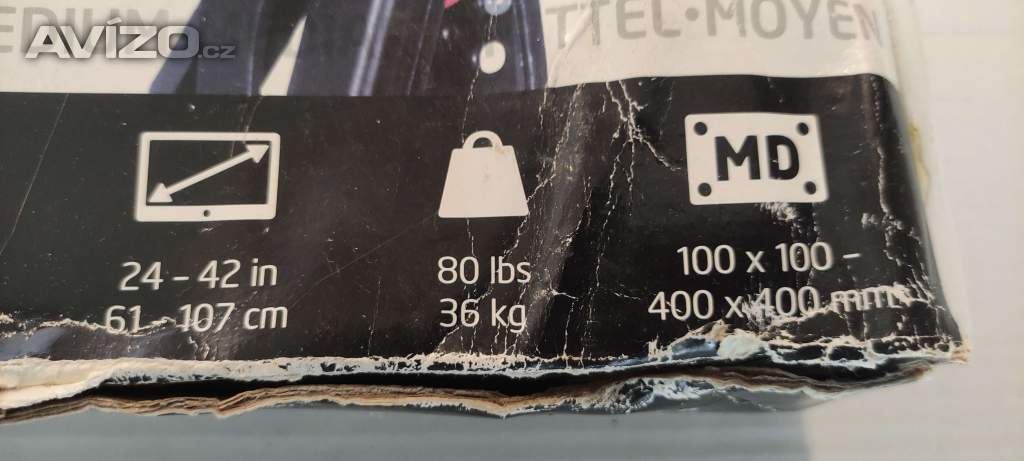 AVÍZO.cz
TTEL•MOYEN
MD
24 - 42 in
61 - 107 cm
80 lbs
36 kg
100 x 100 -
400 x 400 mm